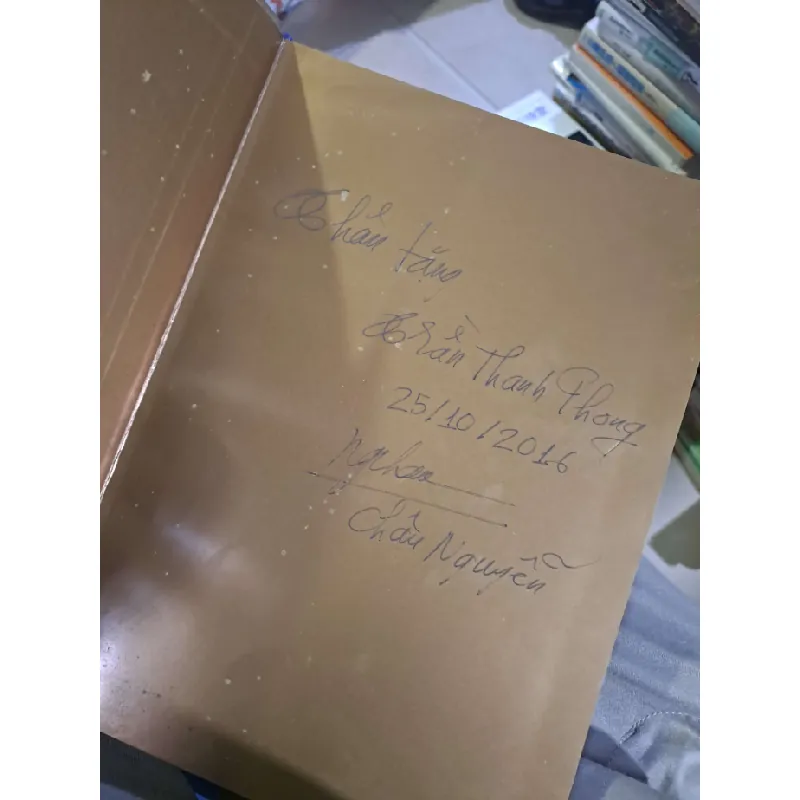 Thân tặng
Trần Thanh Phong
25/10/2016
Châu Nguyễn